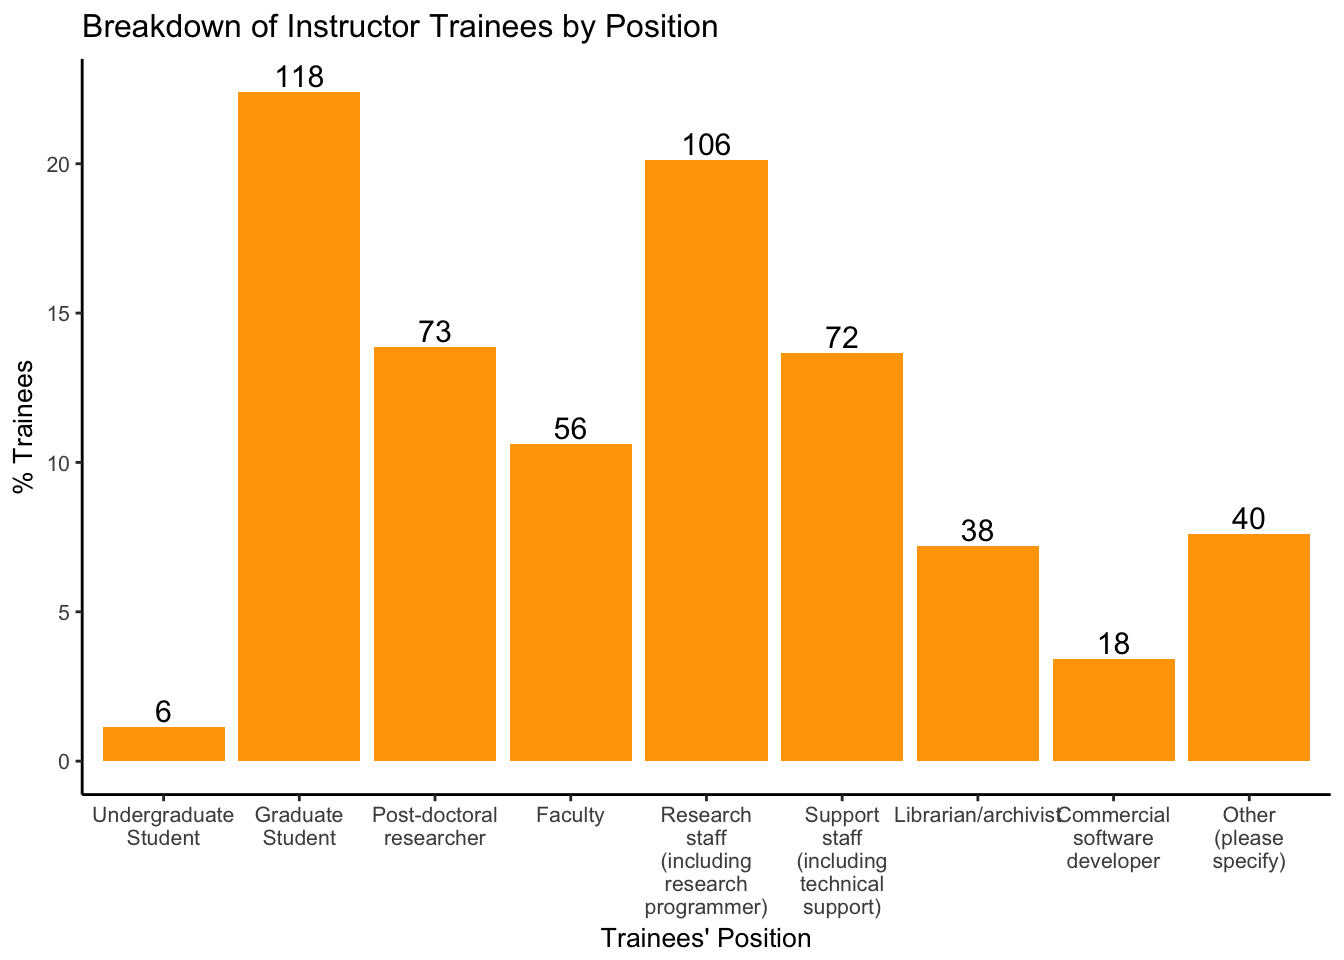 Breakdown of Instructor Trainees by Position
% Trainees
20
15
10
5
0
6
118
73
56
106
72
38
18
40
Undergraduate
Student
Graduate
Student
Post-doctoral
researcher
Faculty
Research
staff
(including
research
programmer)
Support
staff
(including
technical
support)
Librarian/archivist
Commercial
software
developer
Other
(please
specify)
Trainees' Position